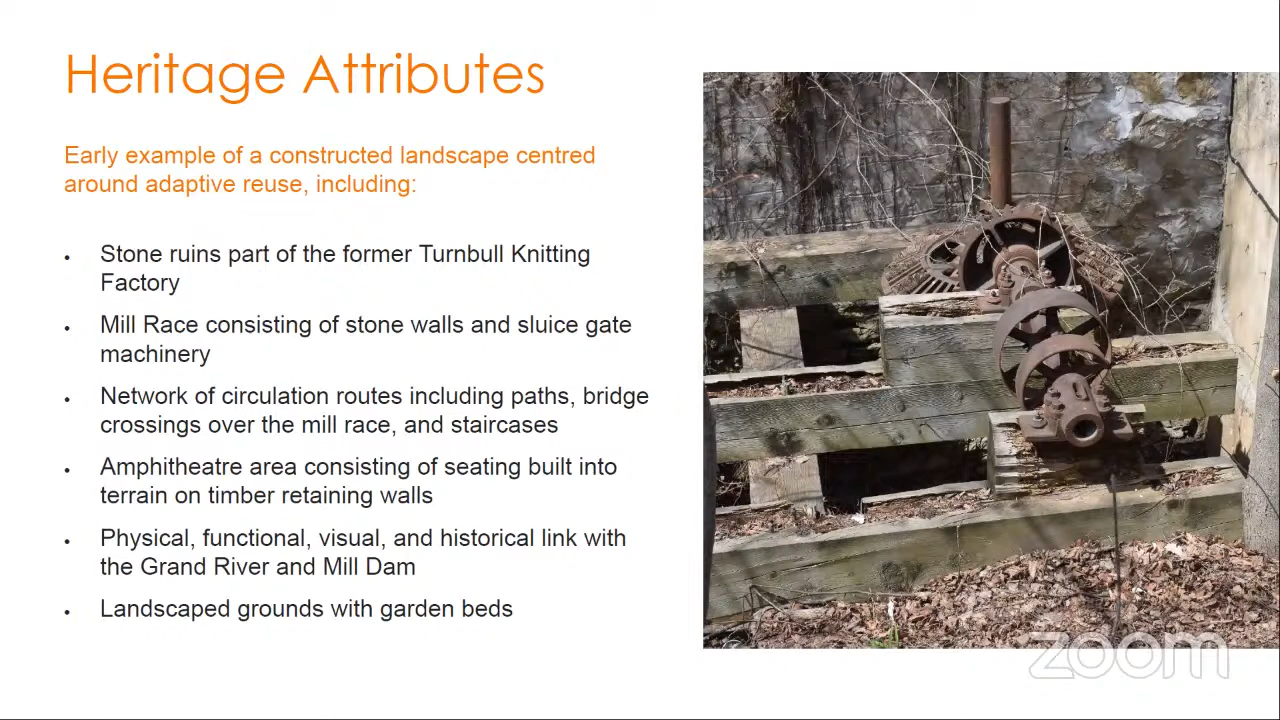 Heritage Attributes
Early example of a constructed landscape centred
around adaptive reuse, including:
• Stone ruins part of the former Turnbull Knitting
Factory
• Mill Race consisting of stone walls and sluice gate
machinery
• Network of circulation routes including paths, bridge
crossings over the mill race, and staircases
• Amphitheatre area consisting of seating built into
terrain on timber retaining walls
• Physical, functional, visual, and historical link with
the Grand River and Mill Dam
• Landscaped grounds with garden beds
zoom